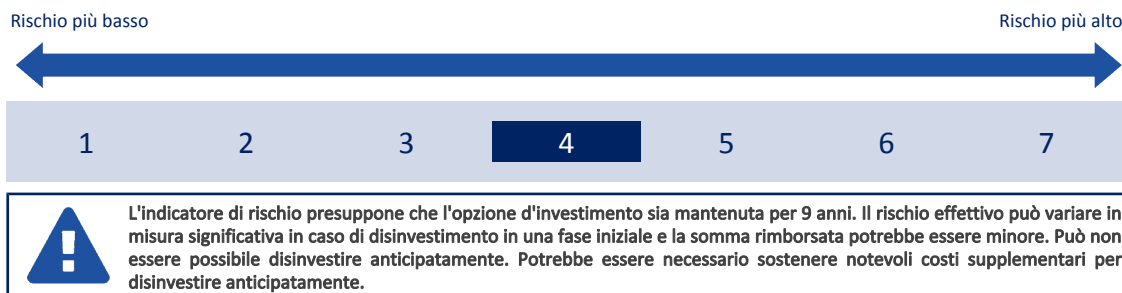 Rischio più basso Rischio più alto
1 2 3 4 5 6 7
L'indicatore di rischio presuppone che l'opzione d'investimento sia mantenuta per 9 anni. Il rischio effettivo può variare in
misura significativa in caso di disinvestimento in una fase iniziale e la somma rimborsata potrebbe essere minore. Può non
essere possibile disinvestire anticipatamente. Potrebbe essere necessario sostenere notevoli costi supplementari per
disinvestire anticipatamente.